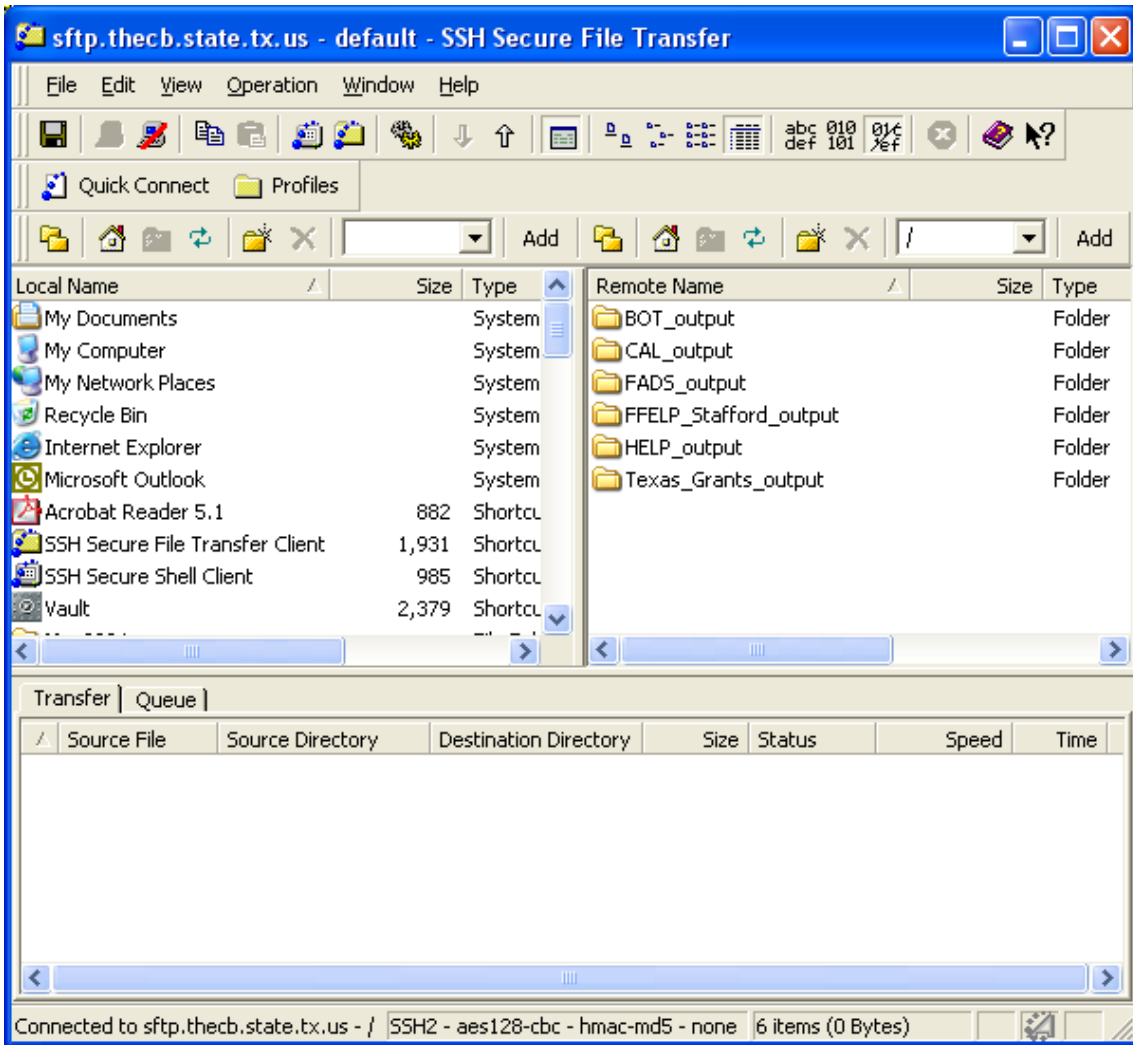 sftp.thecb.state.tx.us - default - SSH Secure File Transfer
File Edit View Operation Window Help
abc def 010 101
Quick Connect Profiles
Add / Add
Local Name Size Type
My Documents System
My Computer System
My Network Places System
Recycle Bin System
Internet Explorer System
Microsoft Outlook System
Acrobat Reader 5.1 882 Shortcu
SSH Secure File Transfer Client 1,931 Shortcu
SSH Secure Shell Client 985 Shortcu
Vault 2,379 Shortcu
Remote Name Size Type
BOT_output Folder
CAL_output Folder
FADS_output Folder
FFELP_Stafford_output Folder
HELP_output Folder
Texas_Grants_output Folder
Transfer Queue
Source File Source Directory Destination Directory Size Status Speed Time
Connected to sftp.thecb.state.tx.us - / SSH2 - aes128-cbc - hmac-md5 - none 6 items (0 Bytes)